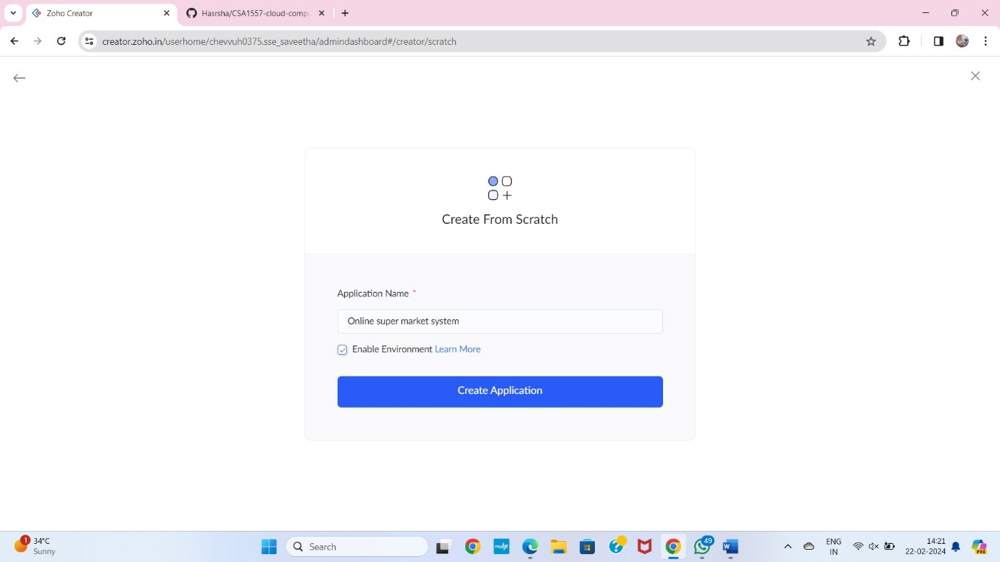 Zoho Creator
Hasrsha/CSA1557-cloud-compu
creator.zoho.in/userhome/chevvuh0375.sse_saveetha/admindashboard#/creator/scratch
Create From Scratch
Application Name *
Online super market system
Enable Environment Learn More
Create Application
1
34°C
Sunny
Search
myhp
49
W
ENG
IN
14:21
22-02-2024
PRE